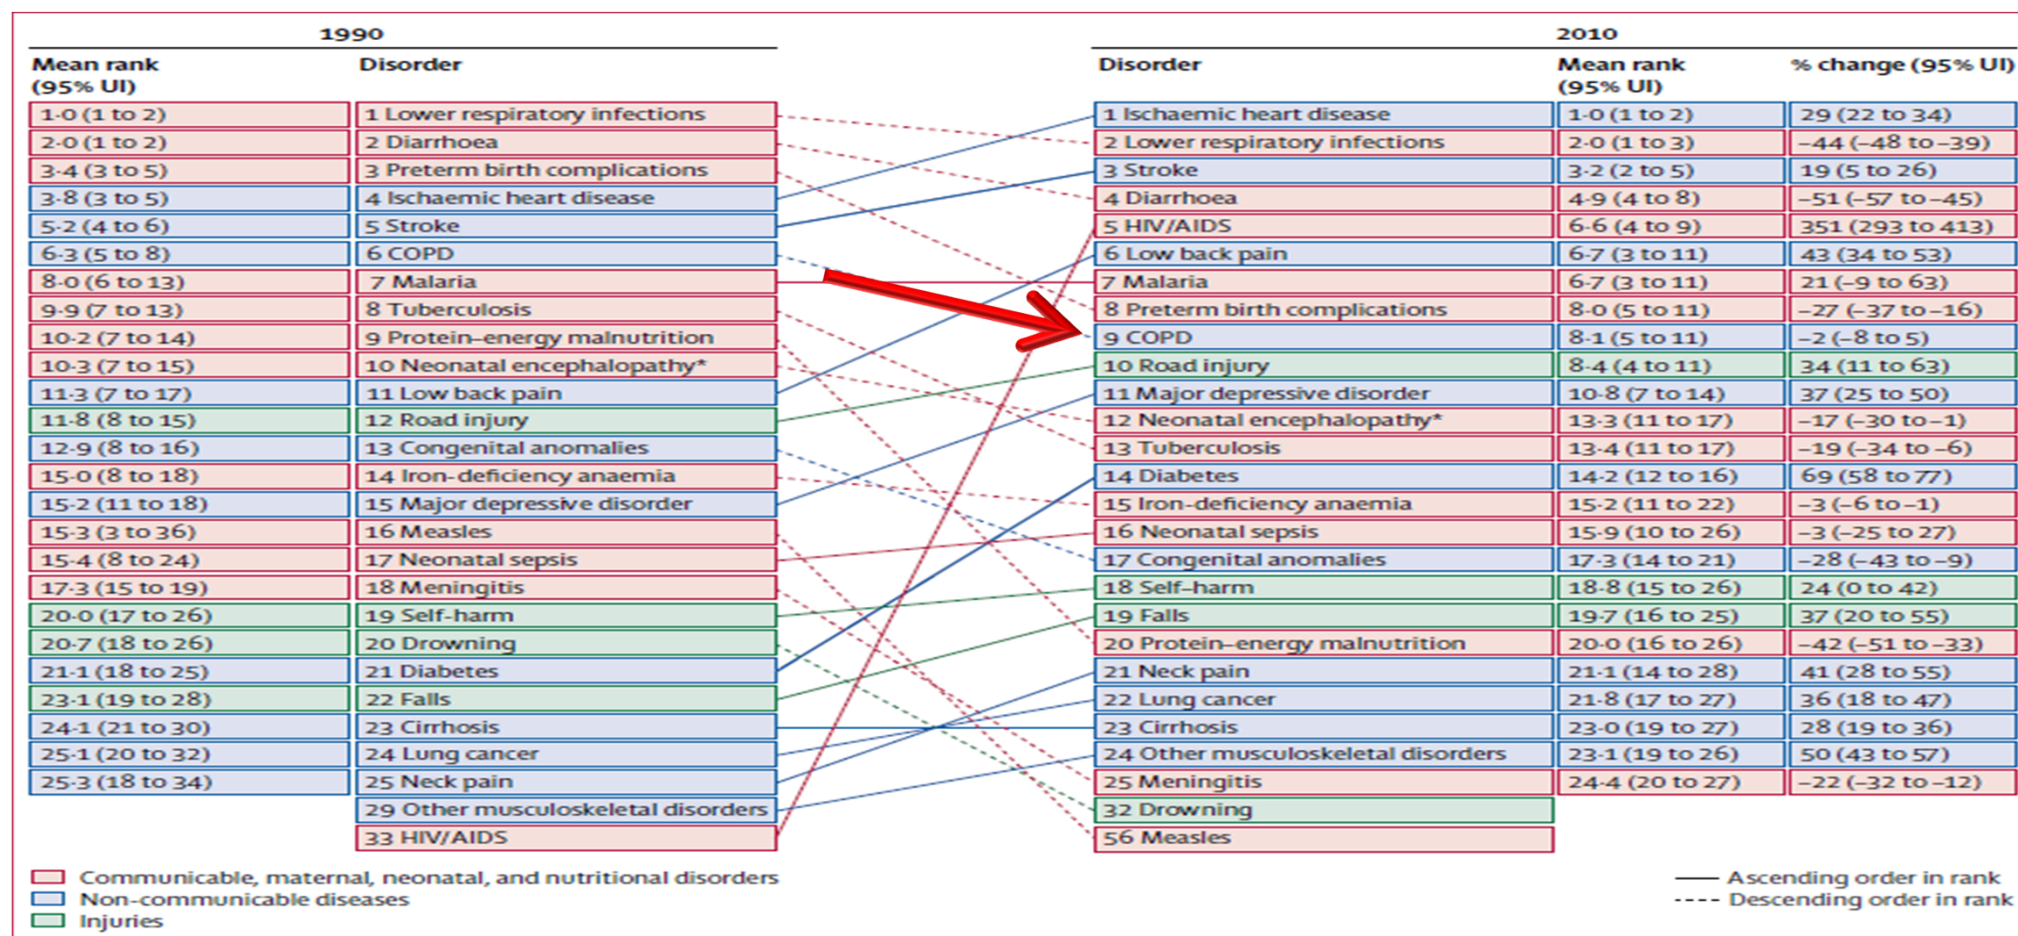 1990 2010
Mean rank Disorder Disorder Mean rank % change (95% UI)
(95% UI) (95% UI)
1·0 (1 to 2) 1 Lower respiratory infections 1 Ischaemic heart disease 1·0 (1 to 2) 29 (22 to 34)
2·0 (1 to 2) 2 Diarrhoea 2 Lower respiratory infections 2·0 (1 to 3) –44 (–48 to –39)
3·4 (3 to 5) 3 Preterm birth complications 3 Stroke 3·2 (2 to 5) 19 (5 to 26)
3·8 (3 to 5) 4 Ischaemic heart disease 4 Diarrhoea 4·9 (4 to 8) –51 (–57 to –45)
5·2 (4 to 6) 5 Stroke 5 HIV/AIDS 6·6 (4 to 9) 351 (293 to 413)
6·3 (5 to 8) 6 COPD 6 Low back pain 6·7 (3 to 11) 43 (34 to 53)
8·0 (6 to 13) 7 Malaria 7 Malaria 6·7 (3 to 11) 21 (–9 to 63)
9·9 (7 to 13) 8 Tuberculosis 8 Preterm birth complications 8·0 (5 to 11) –27 (–37 to –16)
10·2 (7 to 14) 9 Protein–energy malnutrition 9 COPD 8·1 (5 to 11) –2 (–8 to 5)
10·3 (7 to 15) 10 Neonatal encephalopathy* 10 Road injury 8·4 (4 to 11) 34 (11 to 63)
11·3 (7 to 17) 11 Low back pain 11 Major depressive disorder 10·8 (7 to 14) 37 (25 to 50)
11·8 (8 to 15) 12 Road injury 12 Neonatal encephalopathy* 13·3 (11 to 17) –17 (–30 to –1)
12·9 (8 to 16) 13 Congenital anomalies 13 Tuberculosis 13·4 (11 to 17) –19 (–34 to –6)
15·0 (8 to 18) 14 Iron-deficiency anaemia 14 Diabetes 14·2 (12 to 16) 69 (58 to 77)
15·2 (11 to 18) 15 Major depressive disorder 15 Iron-deficiency anaemia 15·2 (11 to 22) –3 (–6 to –1)
15·3 (3 to 36) 16 Measles 16 Neonatal sepsis 15·9 (10 to 26) –3 (–25 to 27)
15·4 (8 to 24) 17 Neonatal sepsis 17 Congenital anomalies 17·3 (14 to 21) –28 (–43 to –9)
17·3 (15 to 19) 18 Meningitis 18 Self-harm 18·8 (15 to 26) 24 (0 to 42)
20·0 (17 to 26) 19 Self-harm 19 Falls 19·7 (16 to 25) 37 (20 to 55)
20·7 (18 to 26) 20 Drowning 20 Protein–energy malnutrition 20·0 (16 to 26) –42 (–51 to –33)
21·1 (18 to 25) 21 Diabetes 21 Neck pain 21·1 (14 to 28) 41 (28 to 55)
23·1 (19 to 28) 22 Falls 22 Lung cancer 21·8 (17 to 27) 36 (18 to 47)
24·1 (21 to 30) 23 Cirrhosis 23 Cirrhosis 23·0 (19 to 27) 28 (19 to 36)
25·1 (20 to 32) 24 Lung cancer 24 Other musculoskeletal disorders 23·1 (19 to 26) 50 (43 to 57)
25·3 (18 to 34) 25 Neck pain 25 Meningitis 24·4 (20 to 27) –22 (–32 to –12)
29 Other musculoskeletal disorders 32 Drowning
33 HIV/AIDS 56 Measles
Communicable, maternal, neonatal, and nutritional disorders Ascending order in rank
Non-communicable diseases Descending order in rank
Injuries